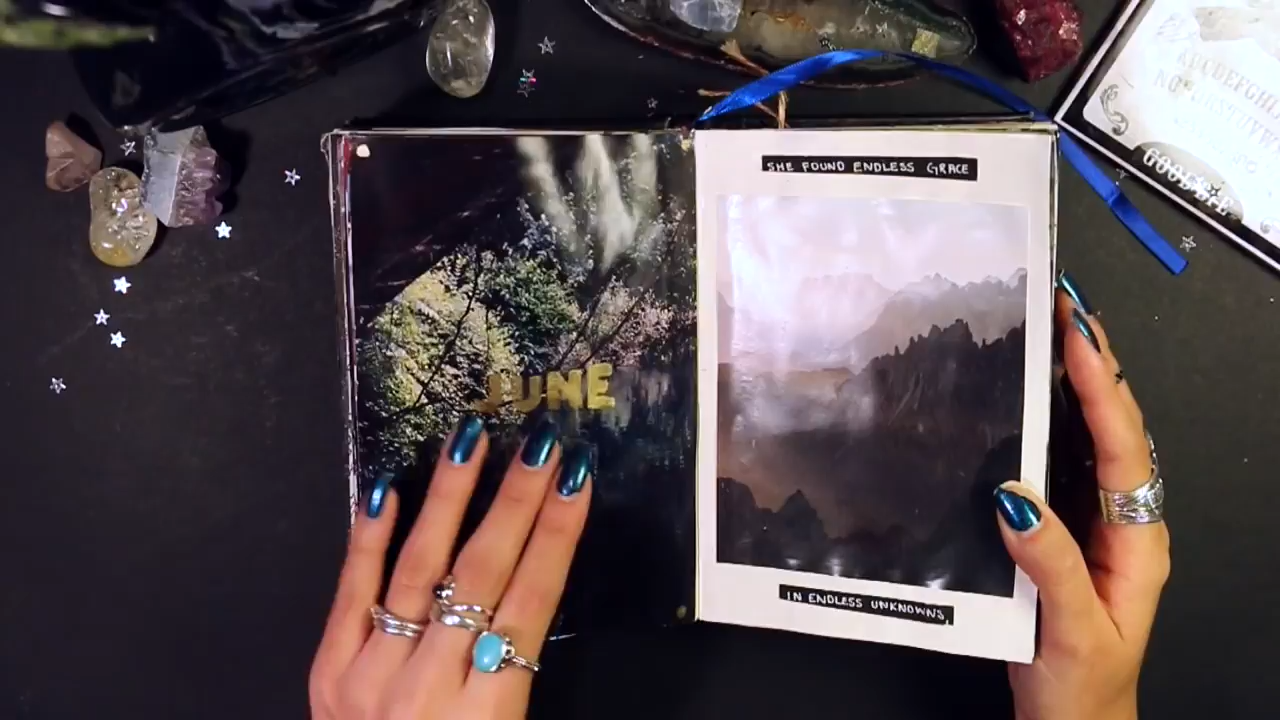 SHE FOUND ENDLESS GRACE
JUNE
IN ENDLESS UNKNOWNS,
GOODBYE